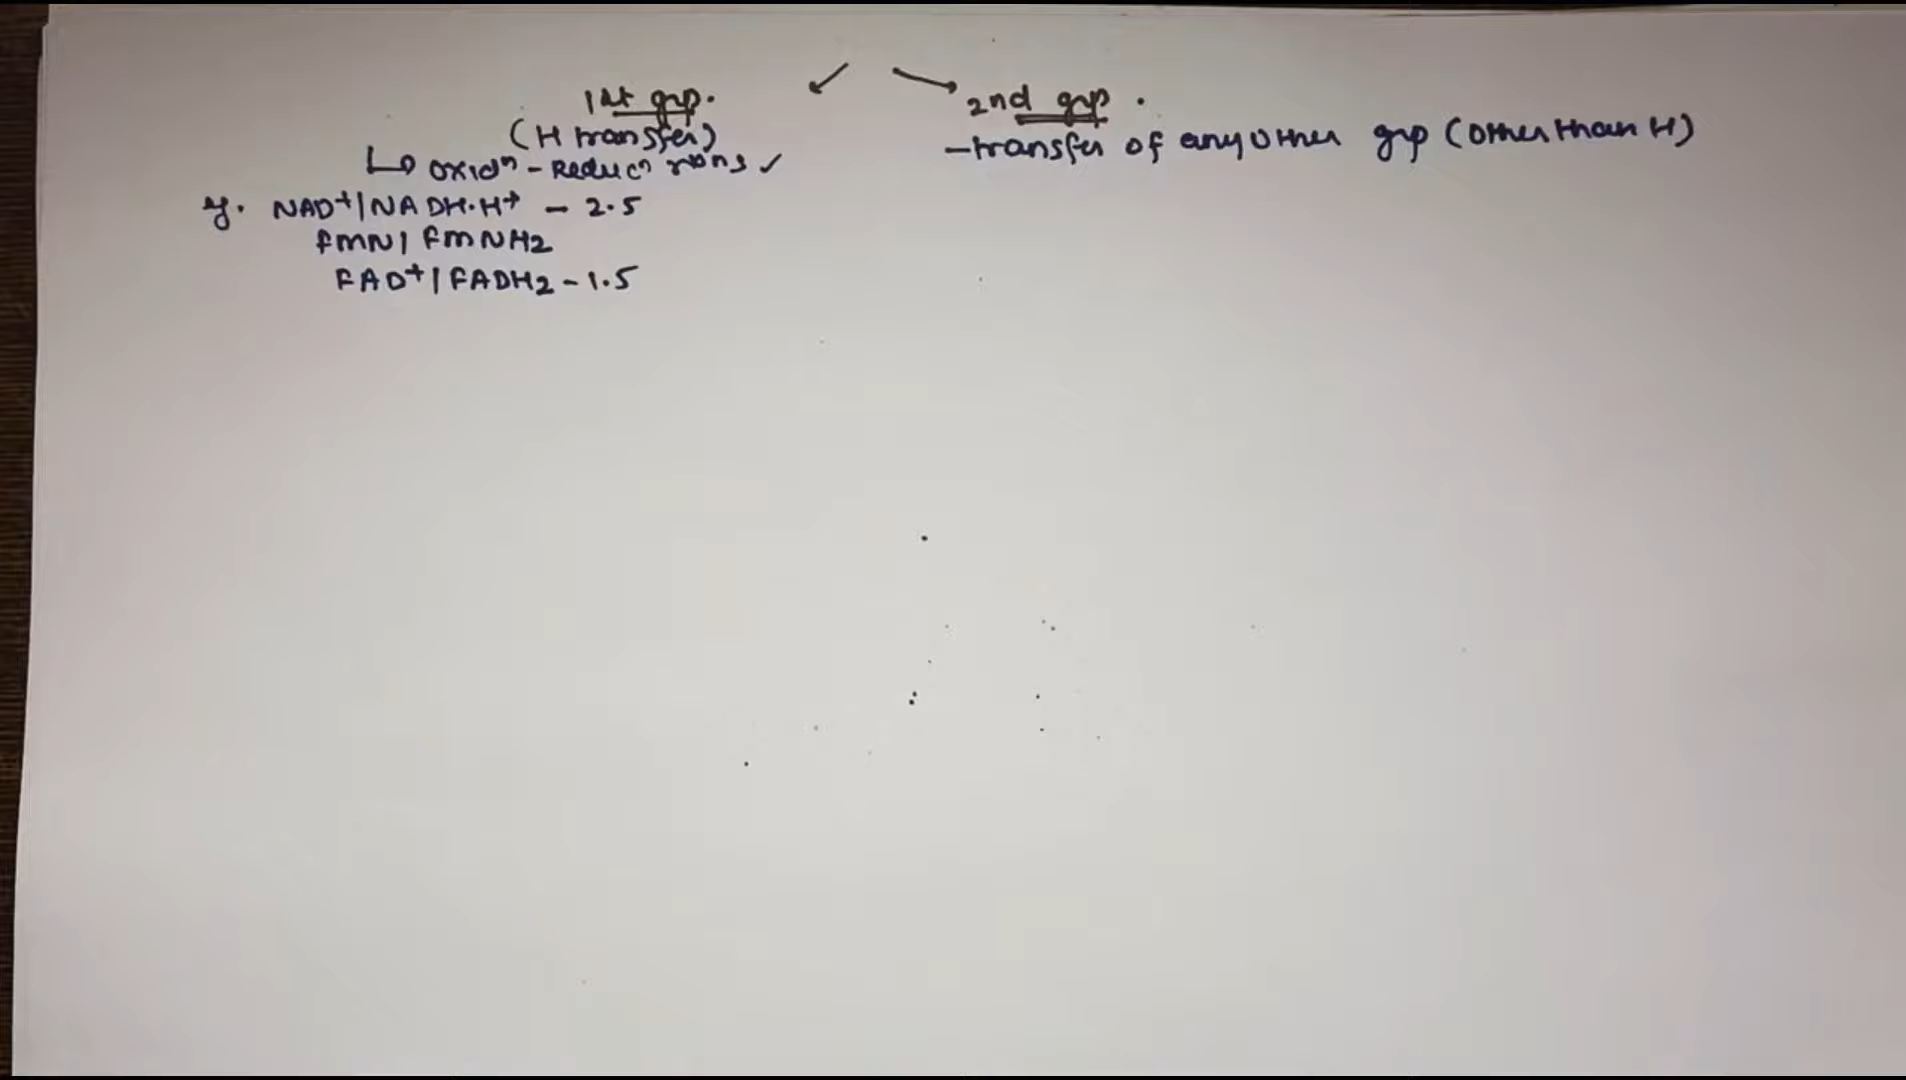 1st grp.
(H transfer)
oxidn - Reducn rxns ✓
eg. NAD+/NADH.H+ - 2.5
FMN/FMNH2
FAD+/FADH2 - 1.5
2nd grp.
-transfer of any other grp (other than H)